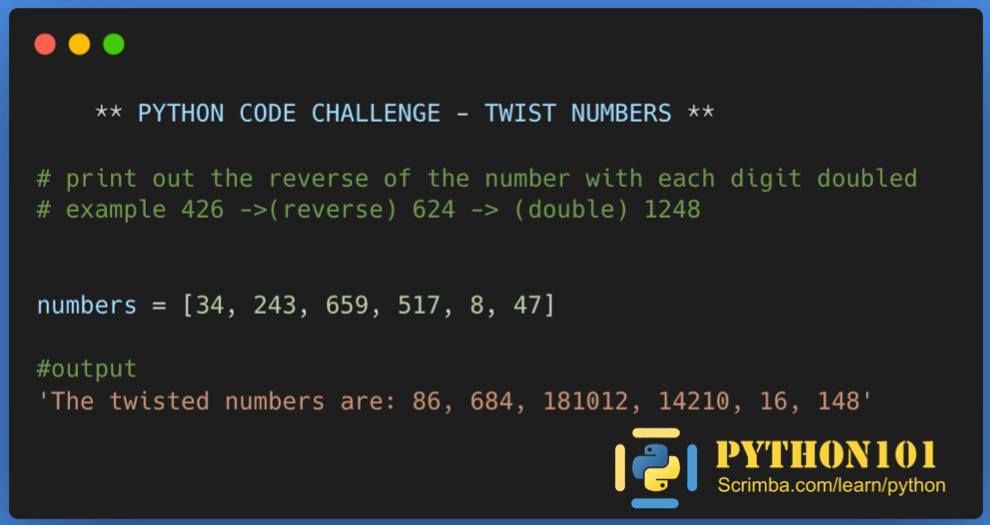 ** PYTHON CODE CHALLENGE - TWIST NUMBERS **
# print out the reverse of the number with each digit doubled
# example 426 ->(reverse) 624 -> (double) 1248
numbers = [34, 243, 659, 517, 8, 47]
#output
'The twisted numbers are: 86, 684, 181012, 14210, 16, 148'
PYTHON101
Scrimba.com/learn/python